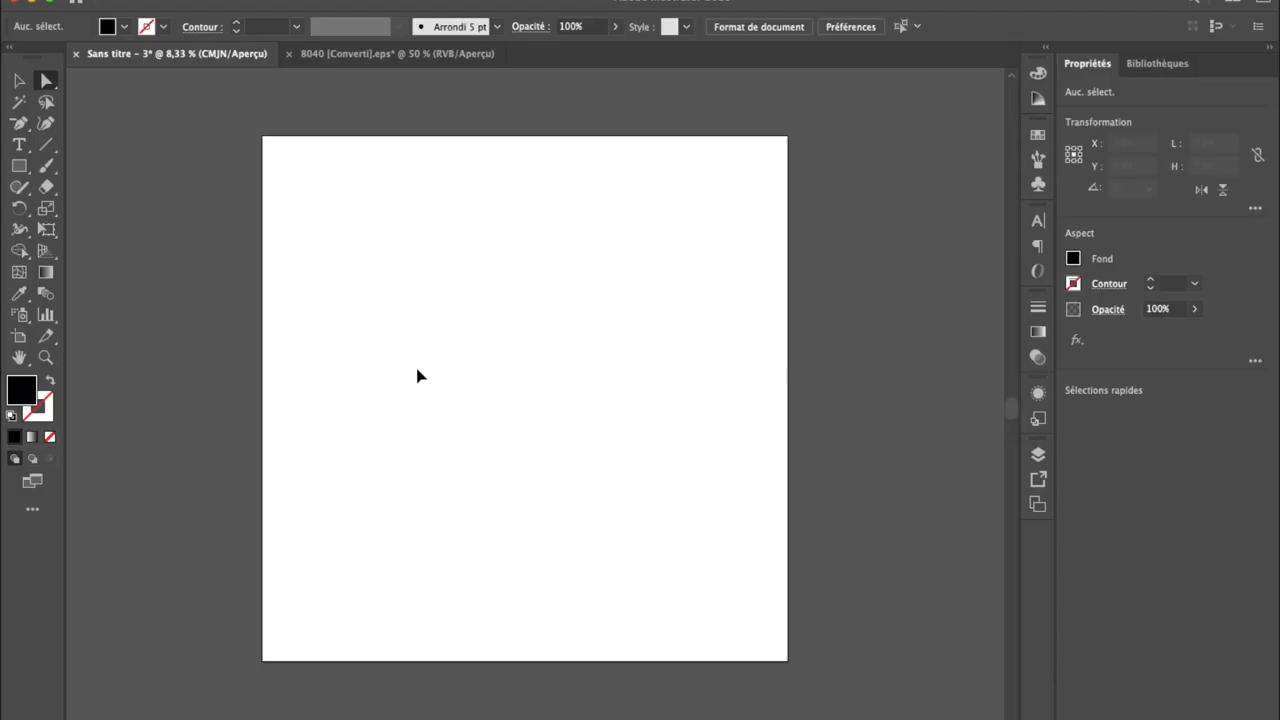 Auc. sélect.
Contour :
Arrondi 5 pt
Opacité : 100%
Style :
Format de document
Préférences
Sans titre - 3* @ 8,33 % (CMJN/Aperçu)
8040 [Converti].eps* @ 50 % (RVB/Aperçu)
Propriétés
Bibliothèques
Auc. sélect.
Transformation
X :
L :
Y :
H :
Aspect
Fond
Contour
Opacité
100%
fx.
Sélections rapides